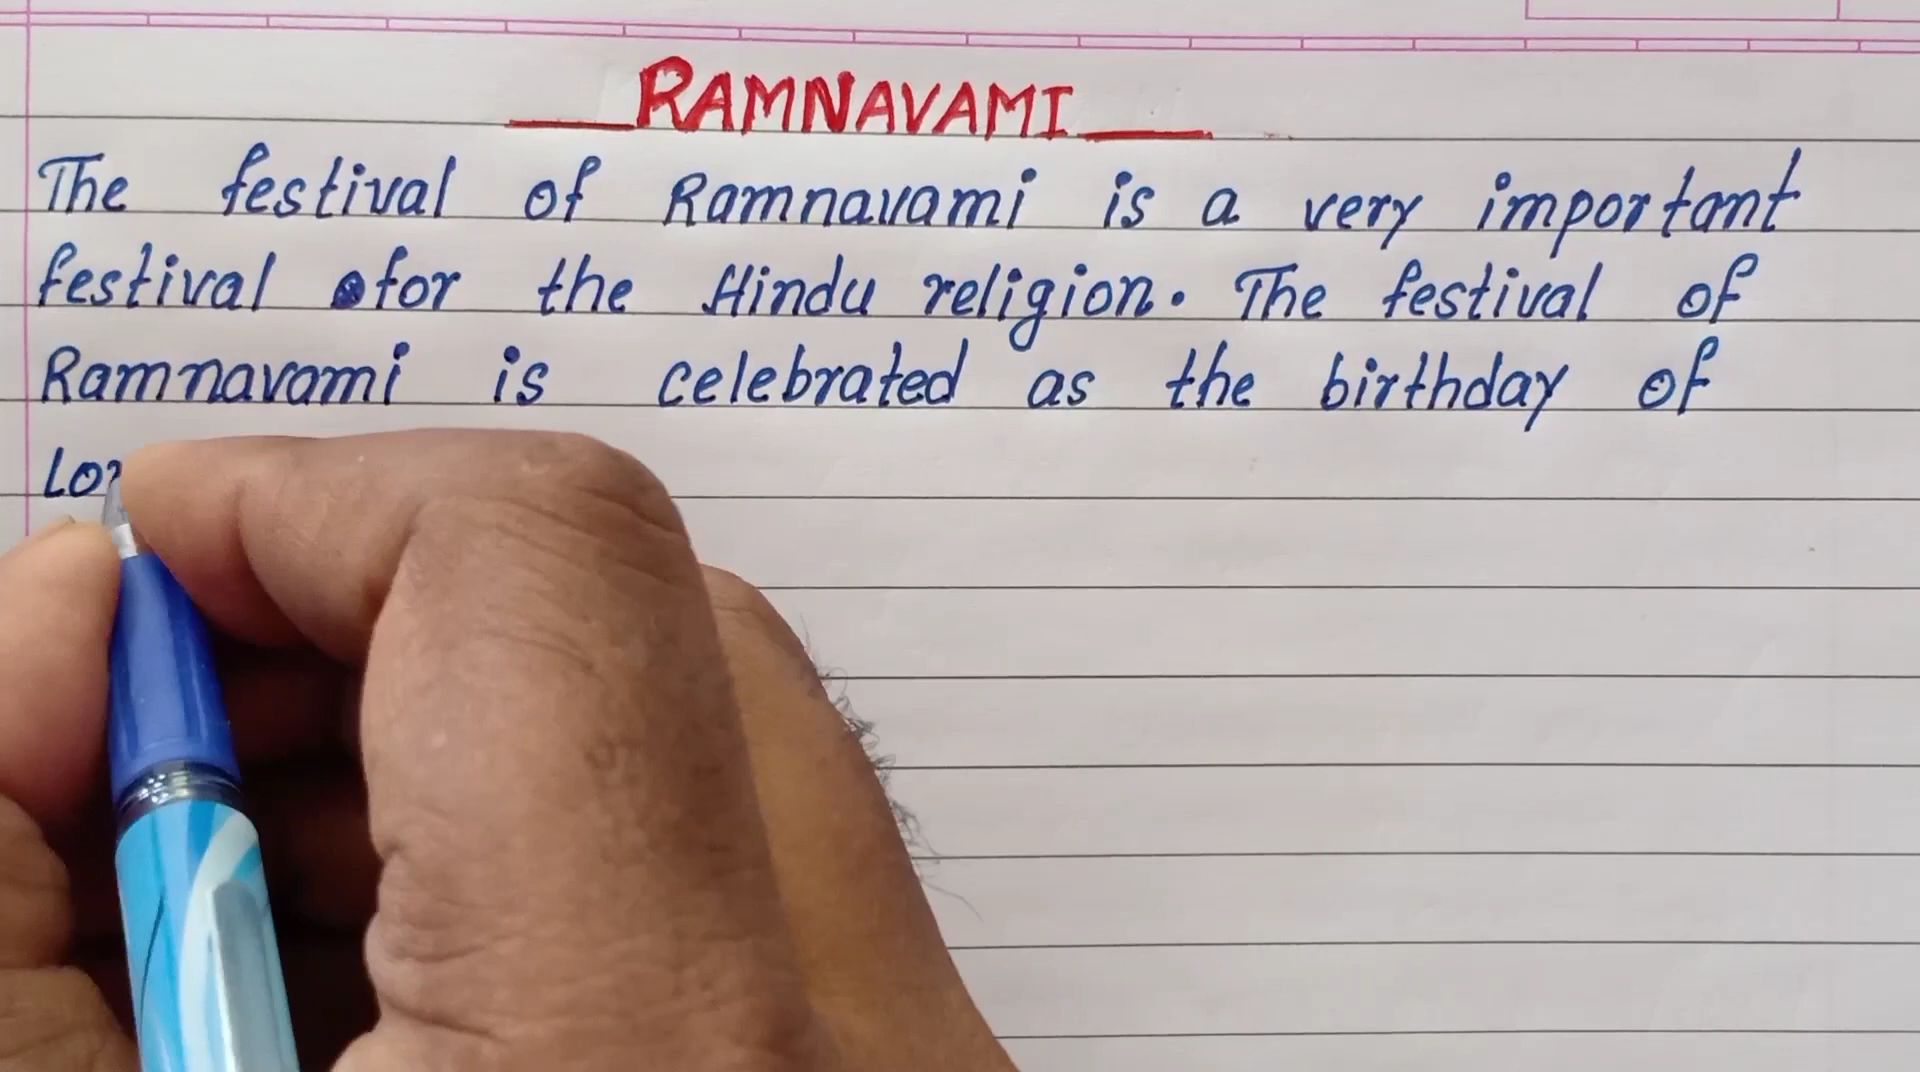 RAMNAVAMI
The festival of Ramnavami is a very important
festival for the Hindu religion. The festival of
Ramnavami is celebrated as the birthday of
Lor